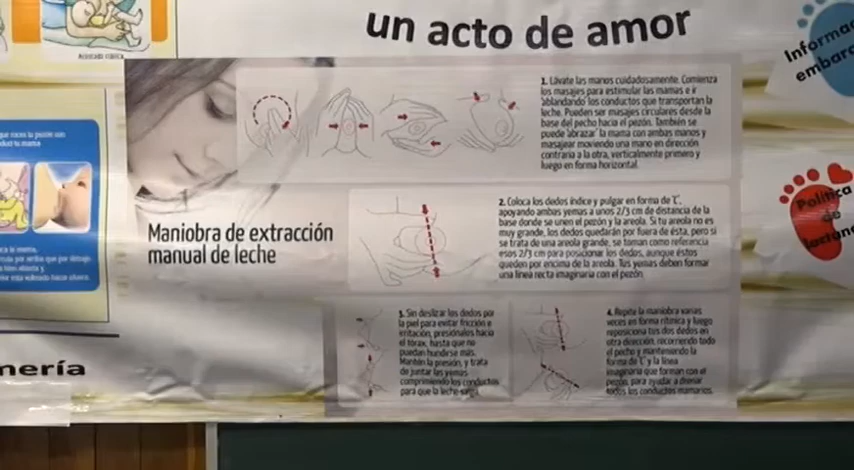 un acto de amor
Informa
embara
1. Lávate las manos cuidadosamente. Comienza
los masajes para estimular las mamas e ir
"ablandando" los conductos que transportan la
leche. Pueden ser masajes circulares desde la
base del pecho hacia el pezón. También se
puede "abrazar" la mama con ambas manos y
masajear moviendo una mano en dirección
contraria a la otra, verticalmente primero y
luego en forma horizontal.
Política
de
lactanc
Maniobra de extracción
manual de leche
2. Coloca los dedos índice y pulgar en forma de "C",
apoyando ambas yemas a unos 2/3 cm de distancia de la
base donde se unen el pezón y la areola. Si tu areola no es
muy grande, los dedos quedarán por fuera de ésta, pero si
se trata de una areola grande, se toman como referencia
esos 2/3 cm para posicionar los dedos, aunque éstos
queden por encima de la areola. Tus yemas deben formar
una línea recta imaginaria con el pezón.
3. Sin deslizar los dedos por
la piel para evitar fricción e
irritación, presiónalos hacia
el tórax, hasta que no
puedan hundirse más.
Mantén la presión, y trata
de juntar las yemas
comprimiendo los conductos
para que la leche salga.
4. Repite la maniobra varias
veces en forma rítmica y luego
reposiciona tus dos dedos en
otra dirección, recorriendo todo
el pecho y manteniendo la
forma de "C" y la línea
imaginaria que forman con el
pezón, para ayudar a drenar
todos los conductos mamarios.
nería